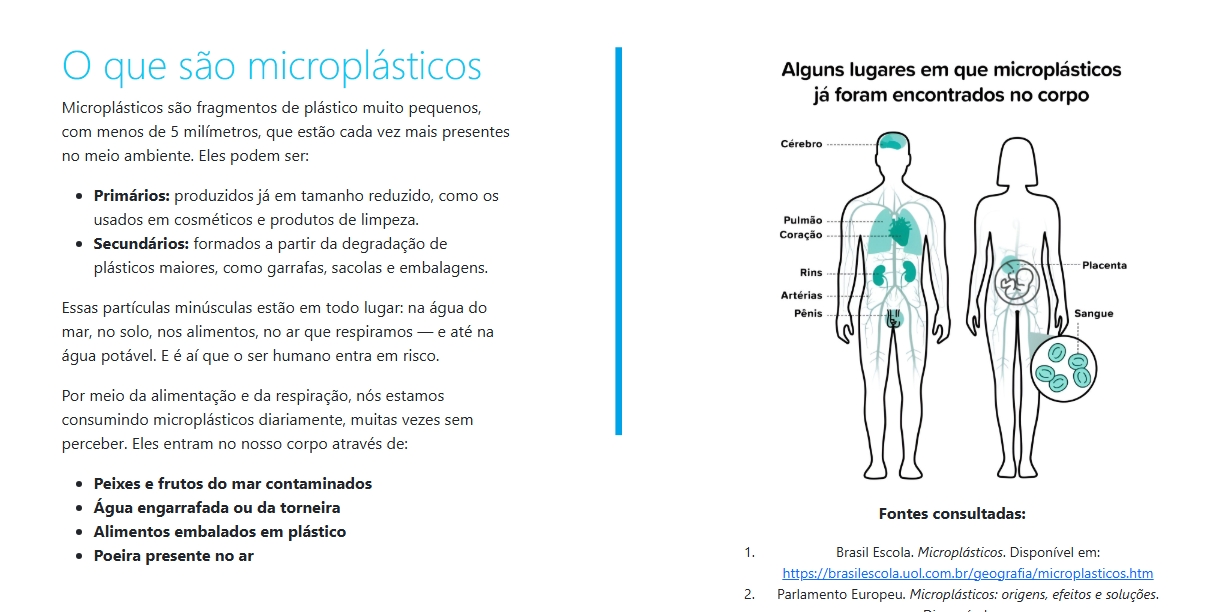 O que são microplásticos
Microplásticos são fragmentos de plástico muito pequenos,
com menos de 5 milímetros, que estão cada vez mais presentes
no meio ambiente. Eles podem ser:
• Primários: produzidos já em tamanho reduzido, como os
usados em cosméticos e produtos de limpeza.
• Secundários: formados a partir da degradação de
plásticos maiores, como garrafas, sacolas e embalagens.
Essas partículas minúsculas estão em todo lugar: na água do
mar, no solo, nos alimentos, no ar que respiramos — e até na
água potável. E é aí que o ser humano entra em risco.
Por meio da alimentação e da respiração, nós estamos
consumindo microplásticos diariamente, muitas vezes sem
perceber. Eles entram no nosso corpo através de:
• Peixes e frutos do mar contaminados
• Água engarrafada ou da torneira
• Alimentos embalados em plástico
• Poeira presente no ar
Alguns lugares em que microplásticos
já foram encontrados no corpo
Cérebro
Pulmão
Coração
Rins
Artérias
Pênis
Placenta
Sangue
Fontes consultadas:
1. Brasil Escola. Microplásticos. Disponível em:
https://brasilescola.uol.com.br/geografia/microplasticos.htm
2. Parlamento Europeu. Microplásticos: origens, efeitos e soluções.